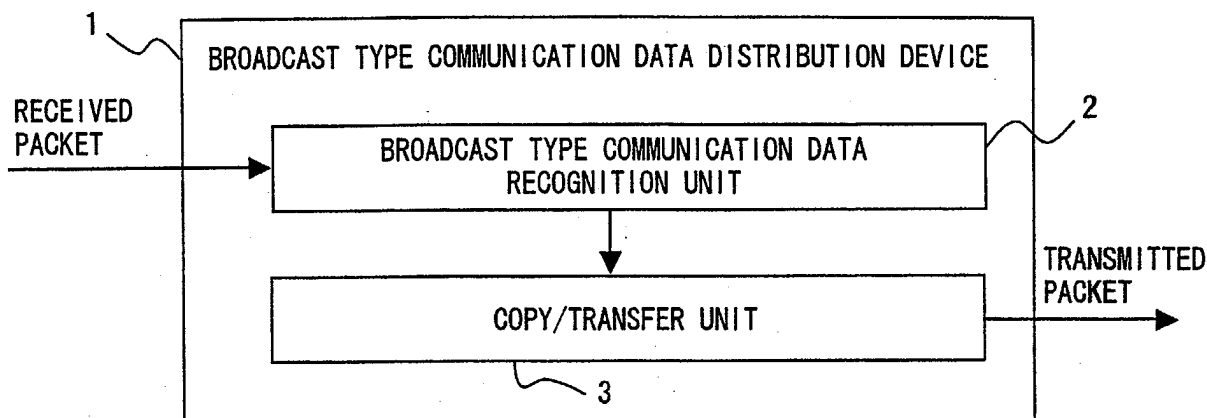 1
BROADCAST TYPE COMMUNICATION DATA DISTRIBUTION DEVICE
RECEIVED
PACKET
2
BROADCAST TYPE COMMUNICATION DATA
RECOGNITION UNIT
TRANSMITTED
PACKET
COPY/TRANSFER UNIT
3